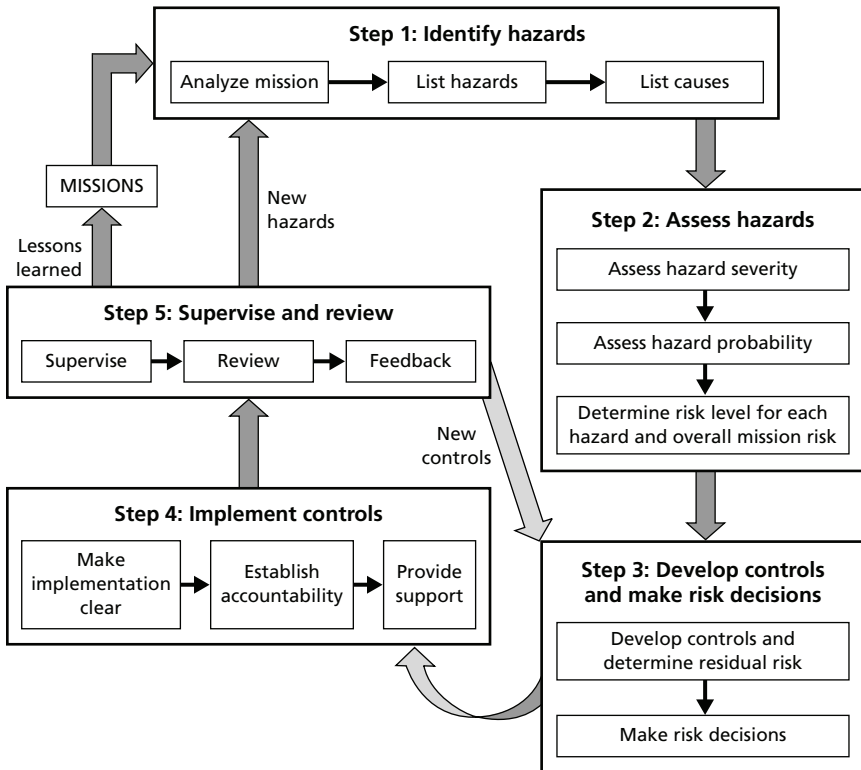 Step 1: Identify hazards
Analyze mission
List hazards
List causes
MISSIONS
New
hazards
Lessons
learned
Step 2: Assess hazards
Assess hazard severity
Assess hazard probability
Determine risk level for each
hazard and overall mission risk
Step 5: Supervise and review
Supervise
Review
Feedback
New
controls
Step 4: Implement controls
Make
implementation
clear
Establish
accountability
Provide
support
Step 3: Develop controls
and make risk decisions
Develop controls and
determine residual risk
Make risk decisions